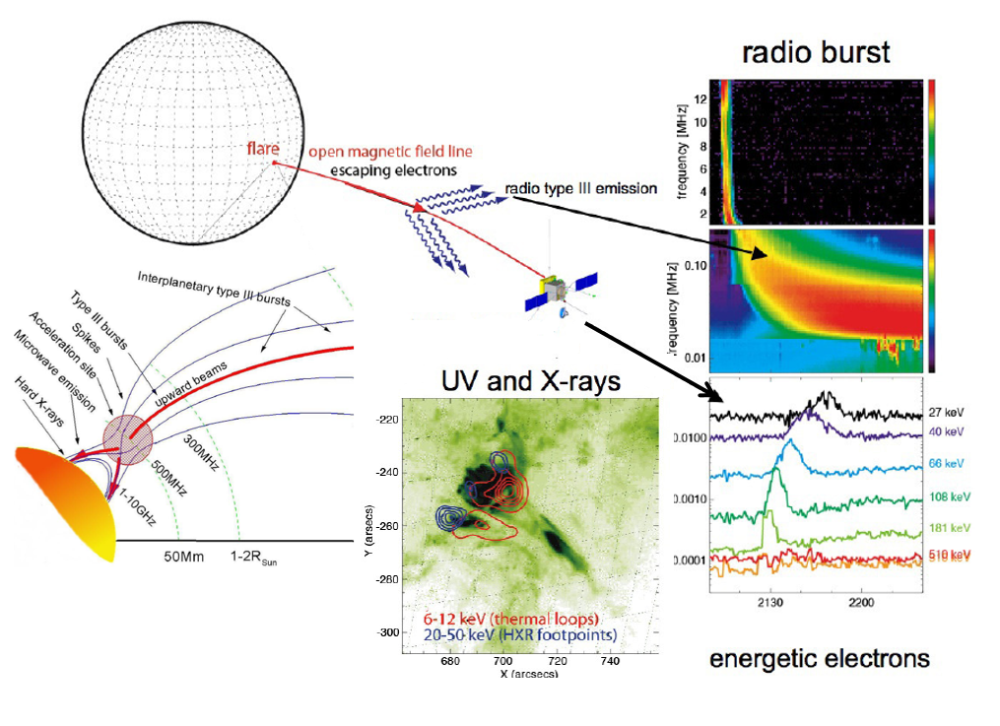 radio burst
flare
open magnetic field line
escaping electrons
radio type III emission
frequency [MHz]
12
10
8
6
4
2
.requency [MHz]
0.10
0.01
Interplanetary type III bursts
Type III bursts
Spikes
Acceleration site
Microwave emission
Hard X-rays
upward beams
300MHz
500MHz
1-10GHz
50Mm
1-2RSun
UV and X-rays
-220
-240
-260
-280
-300
Y (arcsecs)
6-12 keV (thermal loops)
20-50 keV (HXR footpoints)
680
700
720
740
X (arcsecs)
0.0100
0.0010
0.0001
27 keV
40 keV
66 keV
108 keV
181 keV
510 keV
2130
2200
energetic electrons